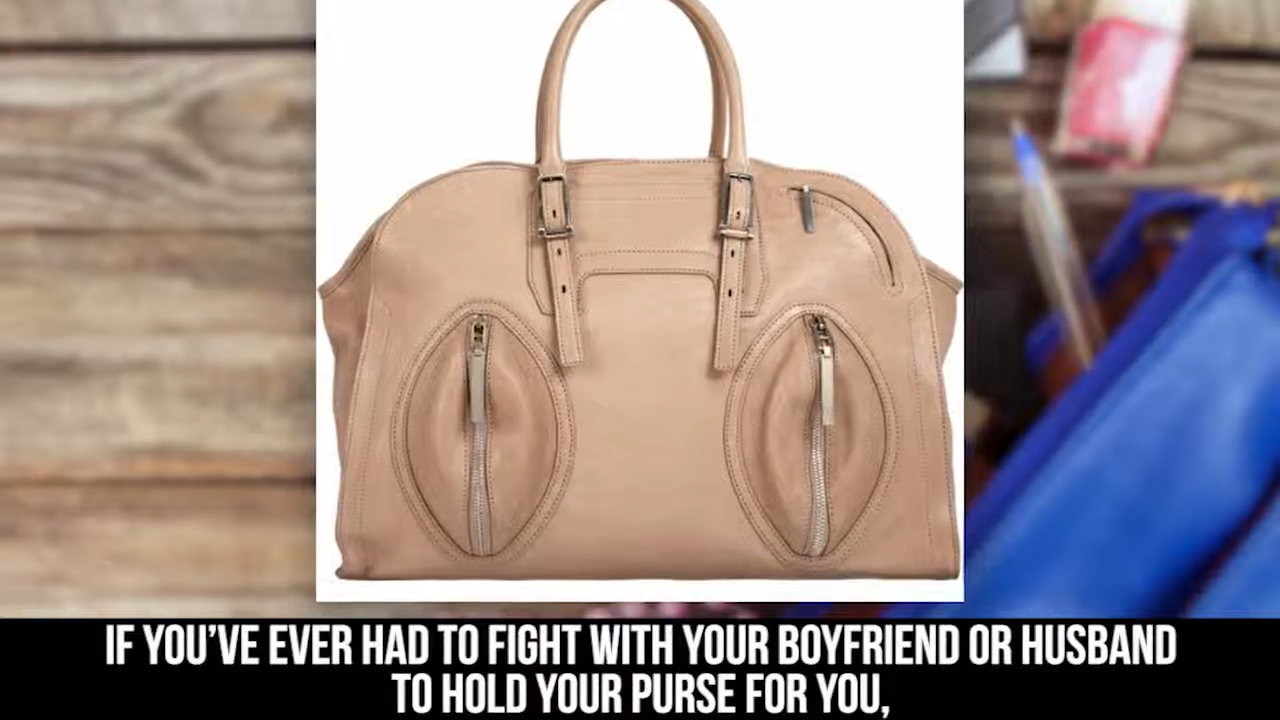 IF YOU’VE EVER HAD TO FIGHT WITH YOUR BOYFRIEND OR HUSBAND
TO HOLD YOUR PURSE FOR YOU,